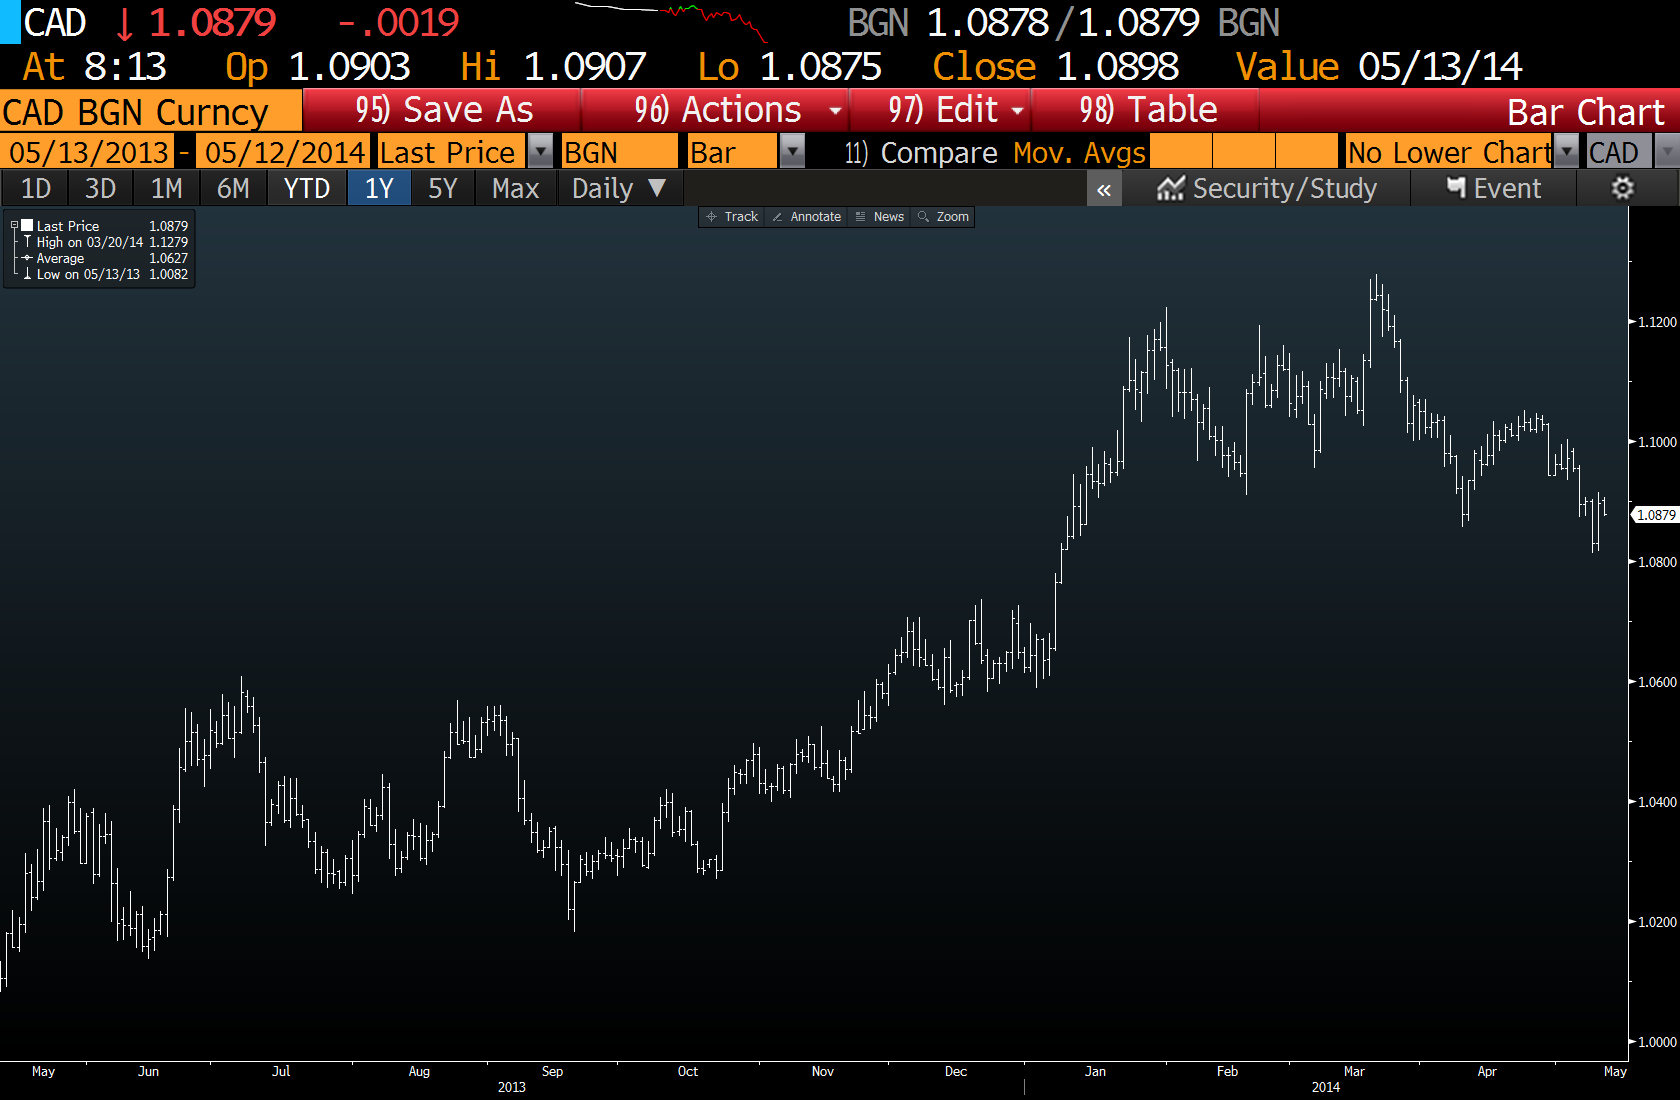 CAD ↓ 1.0879 -.0019 BGN 1.0878/1.0879 BGN
At 8:13 Op 1.0903 Hi 1.0907 Lo 1.0875 Close 1.0898 Value 05/13/14
CAD BGN Curncy 95) Save As 96) Actions 97) Edit 98) Table Bar Chart
05/13/2013 - 05/12/2014 Last Price BGN Bar 11) Compare Mov. Avgs No Lower Chart CAD
1D 3D 1M 6M YTD 1Y 5Y Max Daily ▼ « Security/Study Event
Track Annotate News Zoom
Last Price 1.0879
High on 03/20/14 1.1279
Average 1.0627
Low on 05/13/13 1.0082
1.1200
1.1000
1.0879
1.0800
1.0600
1.0400
1.0200
1.0000
May Jun Jul Aug Sep Oct Nov Dec Jan Feb Mar Apr May
2013 2014